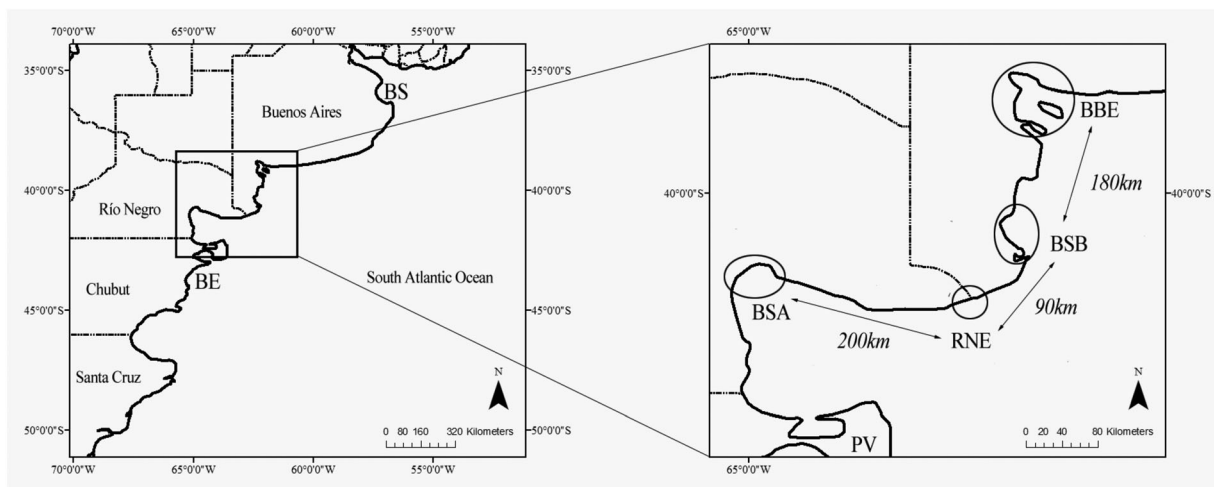 70°0'0"W 65°0'0"W 60°0'0"W 55°0'0"W
35°0'0"S
40°0'0"S
45°0'0"S
50°0'0"S
BS
Buenos Aires
Río Negro
Chubut
BE
Santa Cruz
South Atlantic Ocean
N
0 80 160 320 Kilometers
35°0'0"S
40°0'0"S
45°0'0"S
50°0'0"S
70°0'0"W 65°0'0"W 60°0'0"W 55°0'0"W
65°0'0"W
BBE
180km
40°0'0"S
40°0'0"S
BSB
90km
BSA
200km
RNE
PV
N
0 20 40 80 Kilometers
65°0'0"W